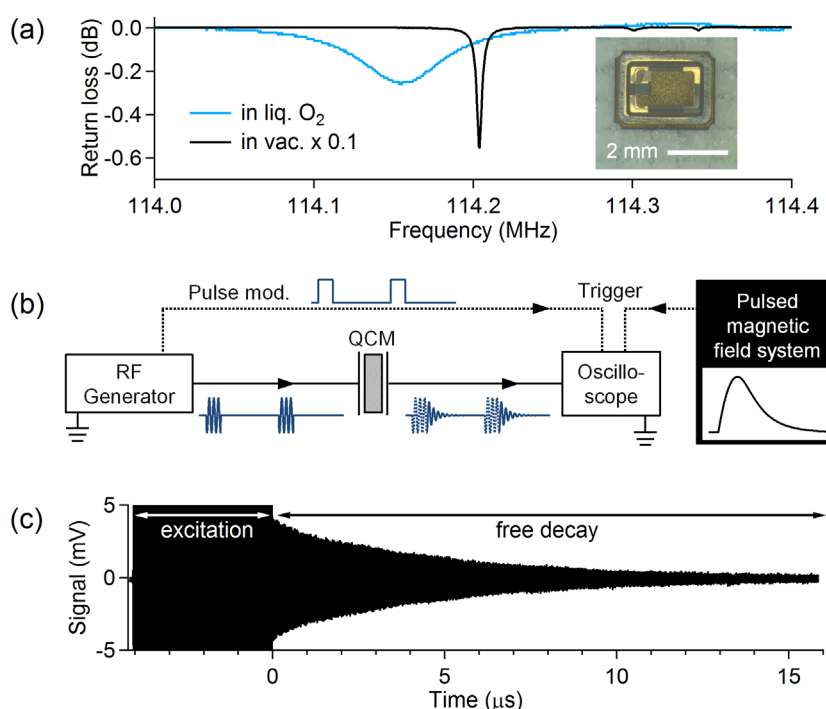 (a)
0.0
-0.2
-0.4
-0.6
Return loss (dB)
in liq. O₂
in vac. x 0.1
2 mm
114.0
114.1
114.2
114.3
114.4
Frequency (MHz)
(b)
Pulse mod.
Trigger
Pulsed
magnetic
field system
QCM
RF
Generator
Oscillo-
scope
(c)
5
0
-5
Signal (mV)
excitation
free decay
0
5
10
15
Time (μs)